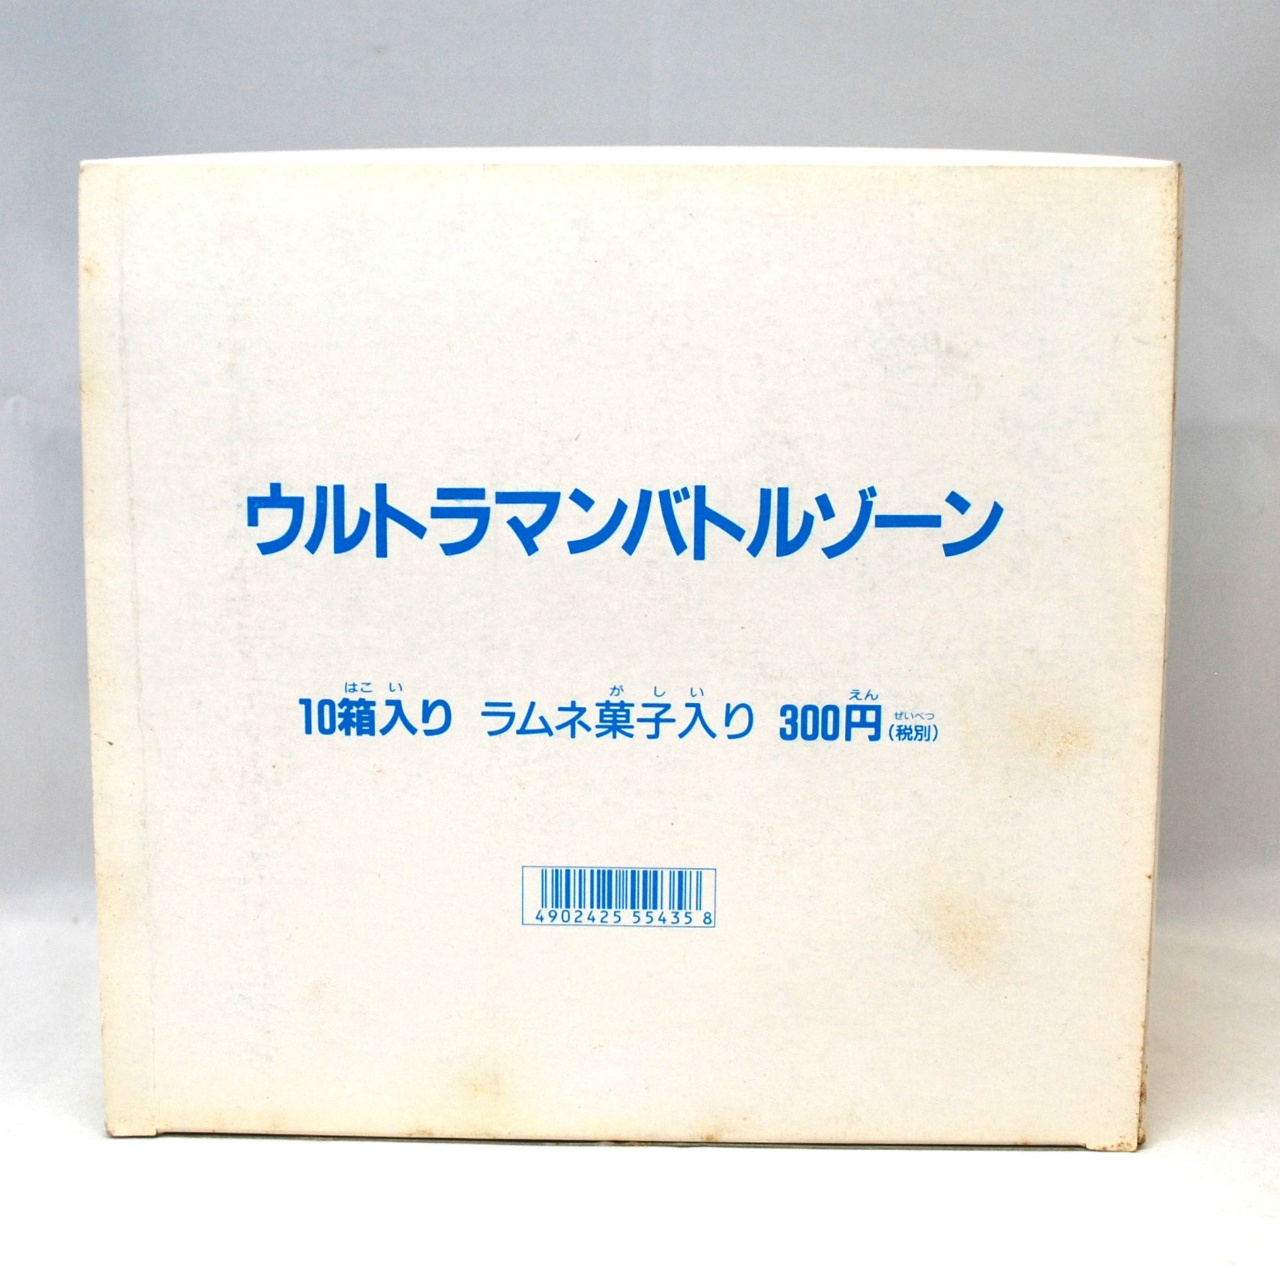 ウルトラマンバトルゾーン
はこ い が し い えん ぜいべつ
10箱入り ラムネ菓子入り 300円(税別)
4902425 55435 8